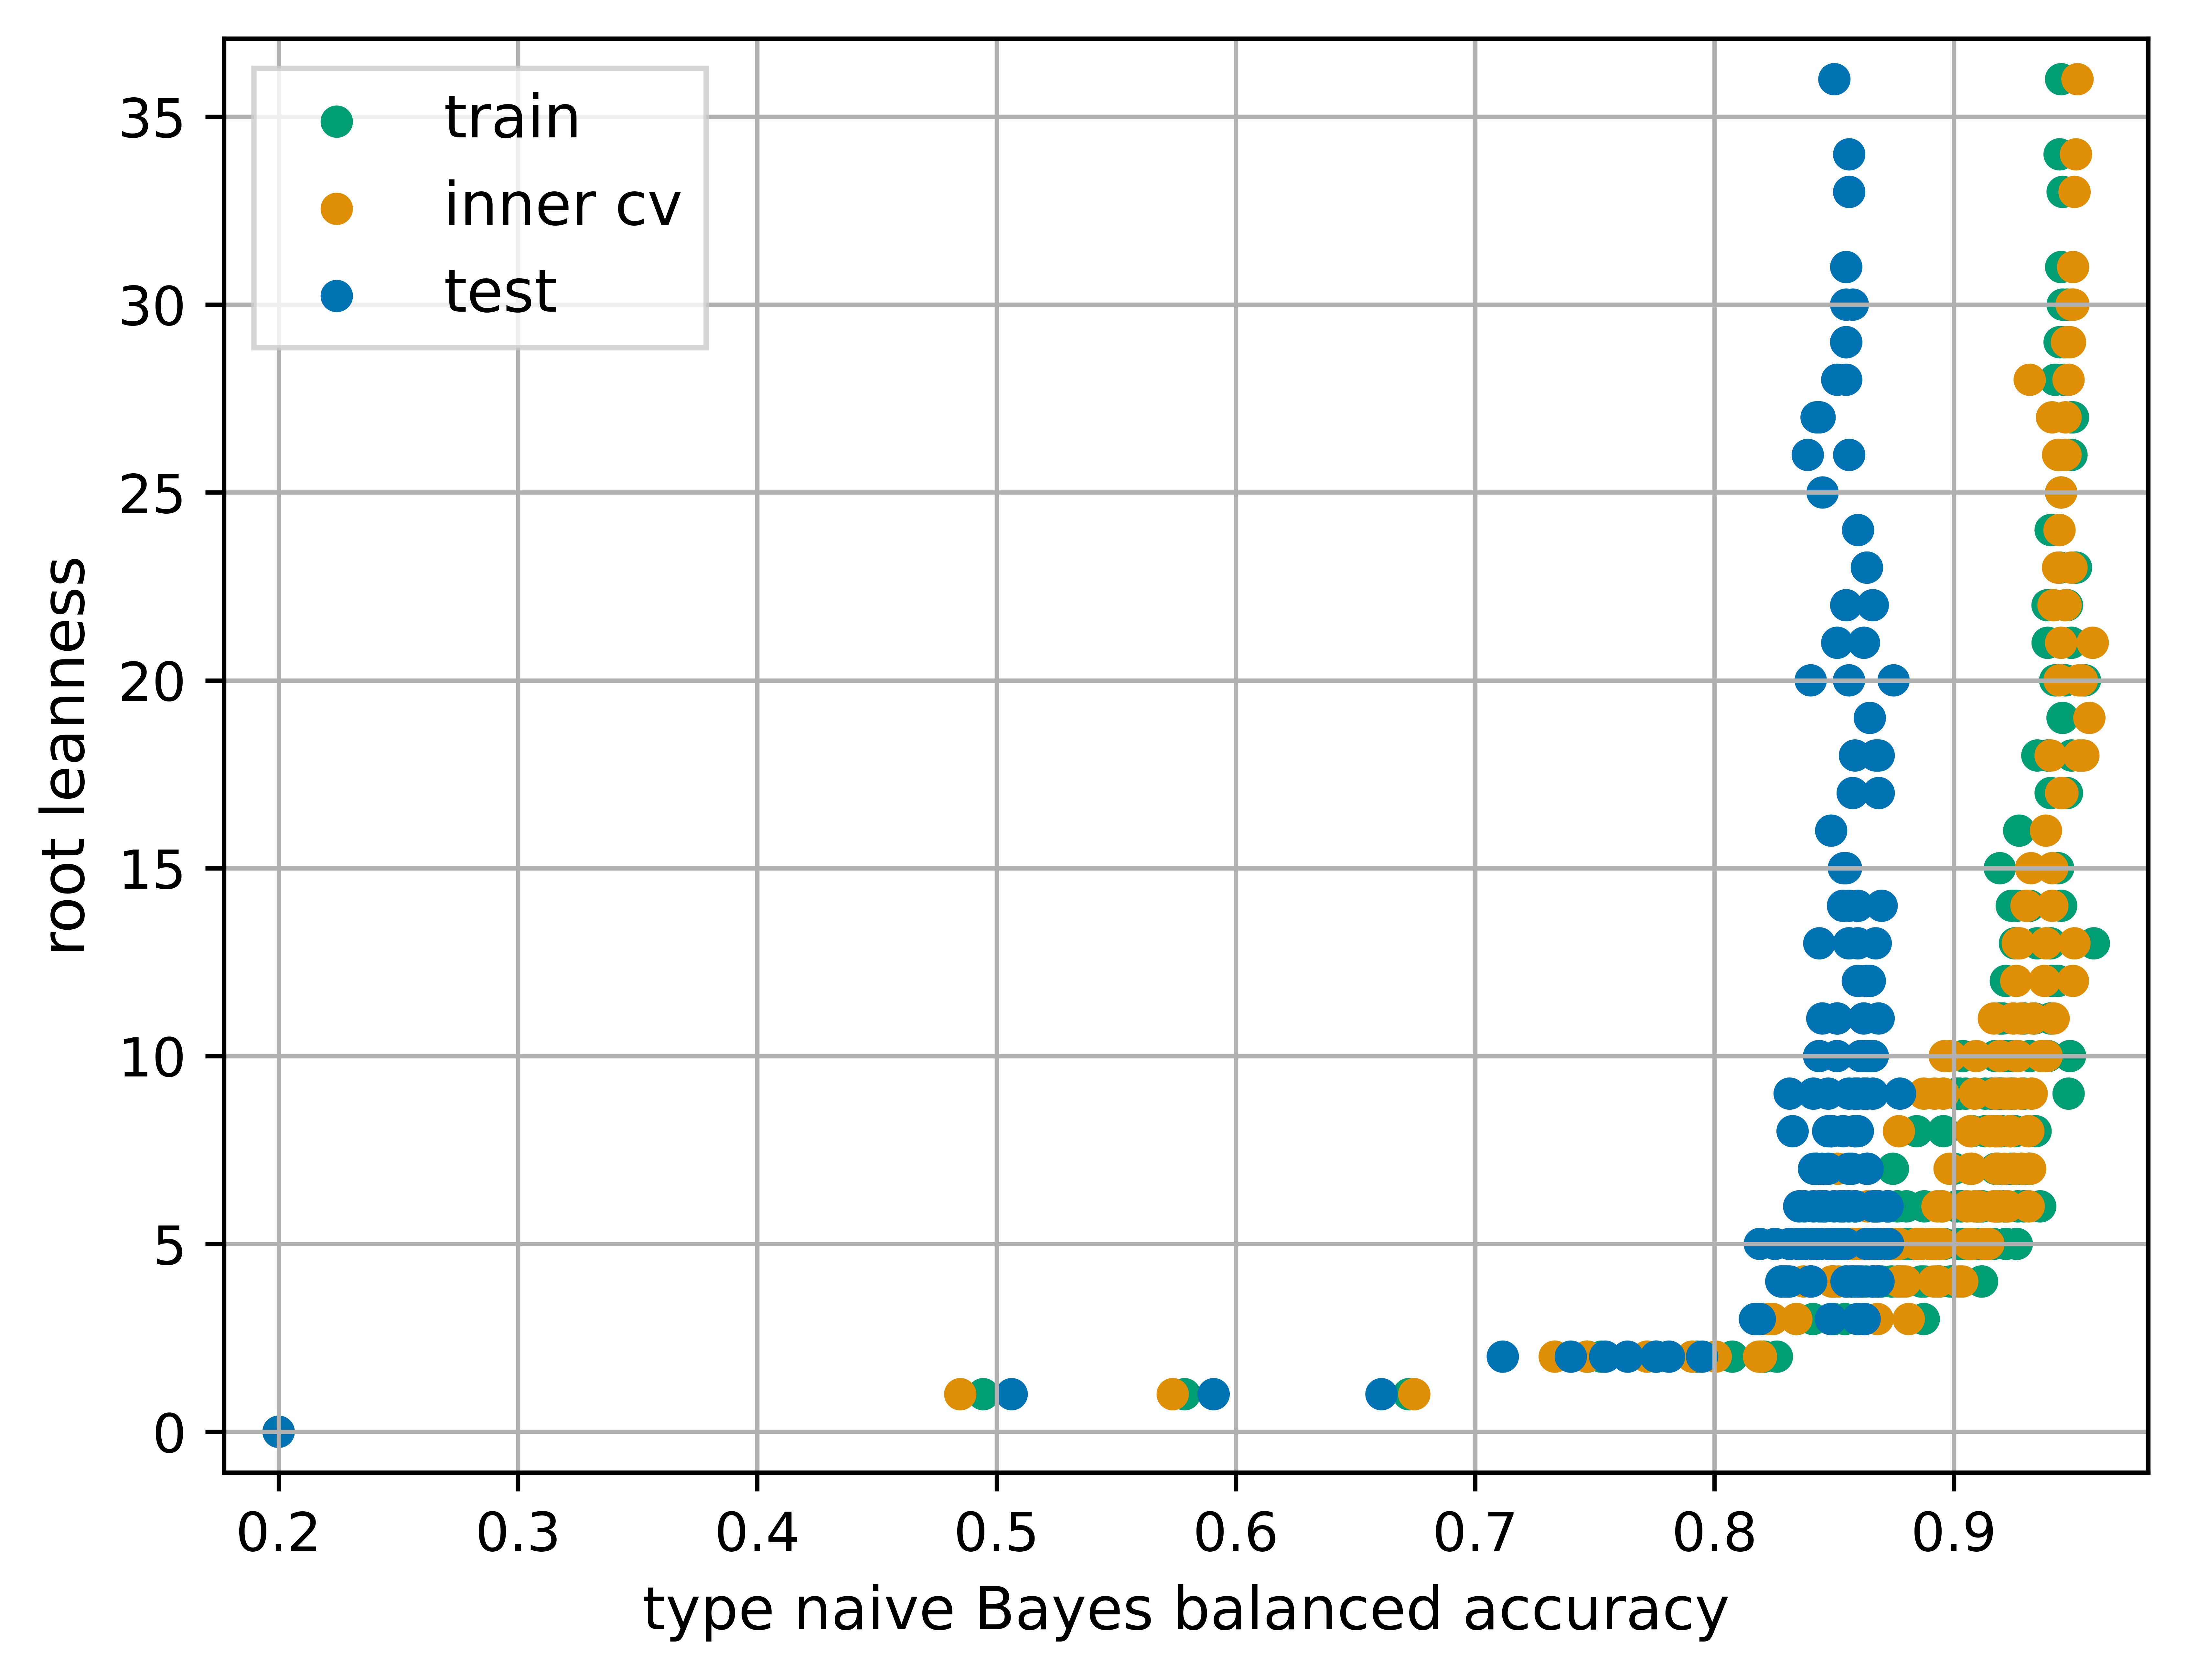 train
inner cv
test
root leanness
35
30
25
20
15
10
5
0
0.2 0.3 0.4 0.5 0.6 0.7 0.8 0.9
type naive Bayes balanced accuracy